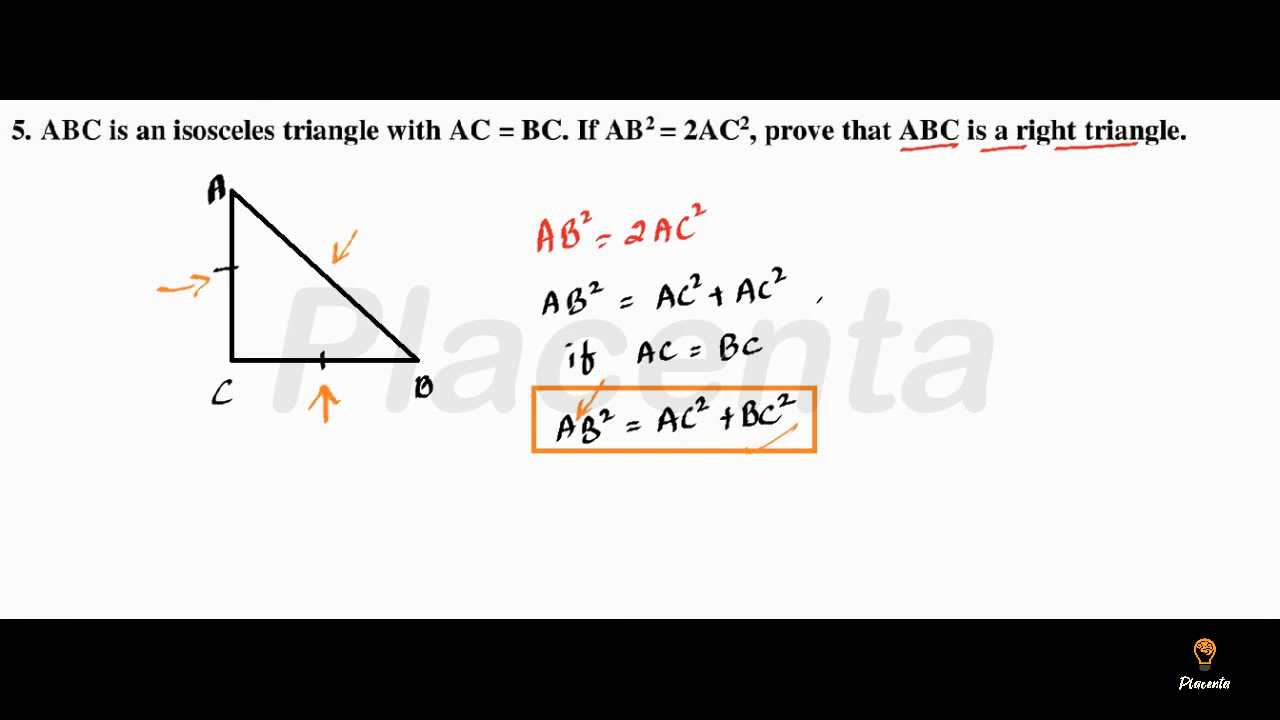 5. ABC is an isosceles triangle with AC = BC. If AB² = 2AC², prove that ABC is a right triangle.
A
C
B
AB² = 2AC²
AB² = AC² + AC²
if AC = BC
AB² = AC² + BC²
Placenta
Placenta